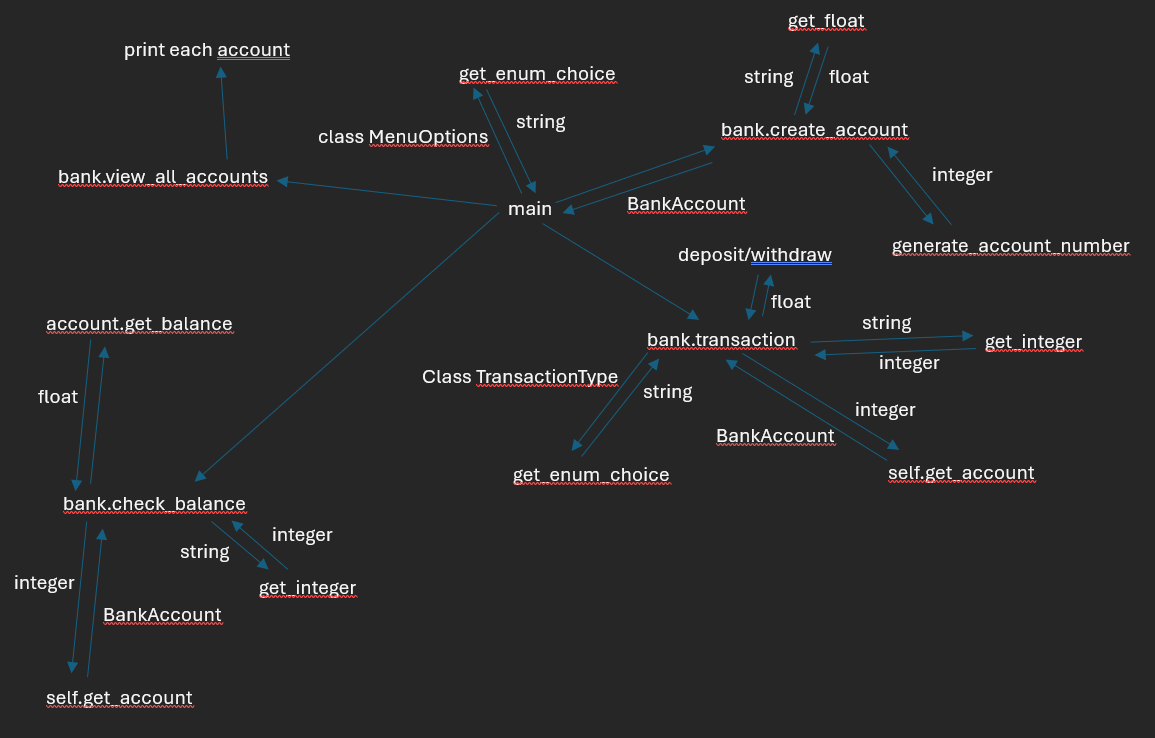 get_float
print each account
get_enum_choice
string
float
string
class MenuOptions
bank.create_account
bank.view_all_accounts
integer
main
BankAccount
deposit/withdraw
generate_account_number
float
account.get_balance
string
bank.transaction
get_integer
integer
Class TransactionType
string
float
integer
BankAccount
get_enum_choice
self.get_account
bank.check_balance
integer
string
integer
get_integer
BankAccount
self.get_account